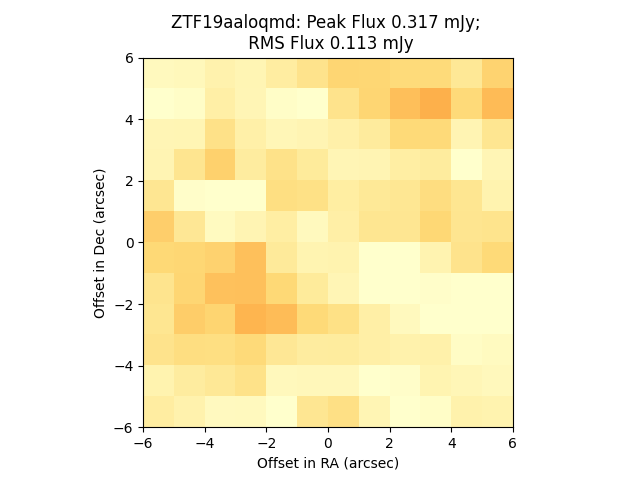 ZTF19aaloqmd: Peak Flux 0.317 mJy;
RMS Flux 0.113 mJy
6
4
2
0
−2
−4
−6
Offset in Dec (arcsec)
−6 −4 −2 0 2 4 6
Offset in RA (arcsec)